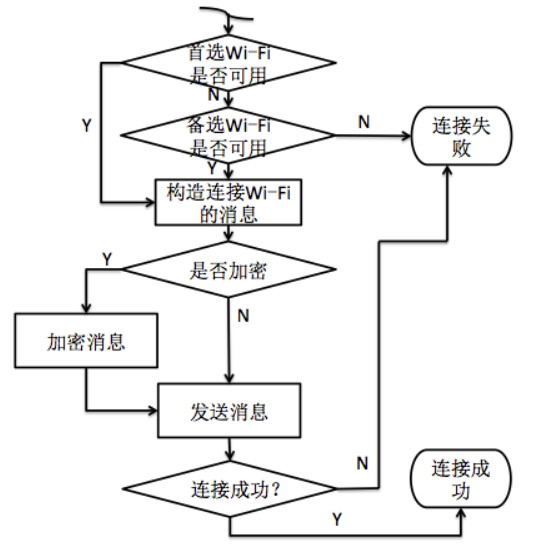 首选Wi-Fi
是否可用
Y
N
备选Wi-Fi
是否可用
N
连接失
败
Y
构造连接Wi-Fi
的消息
是否加密
Y
N
加密消息
发送消息
连接成功?
N
连接成
功
Y